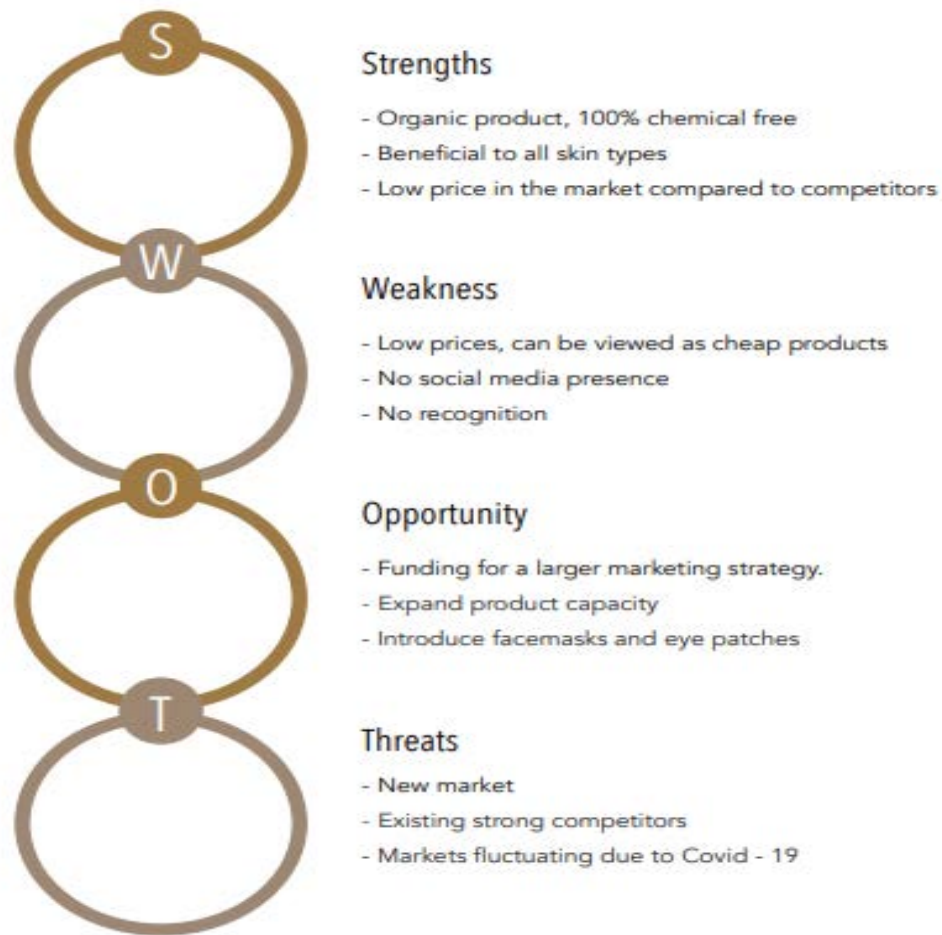 S
Strengths
- Organic product, 100% chemical free
- Beneficial to all skin types
- Low price in the market compared to competitors
W
Weakness
- Low prices, can be viewed as cheap products
- No social media presence
- No recognition
O
Opportunity
- Funding for a larger marketing strategy.
- Expand product capacity
- Introduce facemasks and eye patches
T
Threats
- New market
- Existing strong competitors
- Markets fluctuating due to Covid - 19